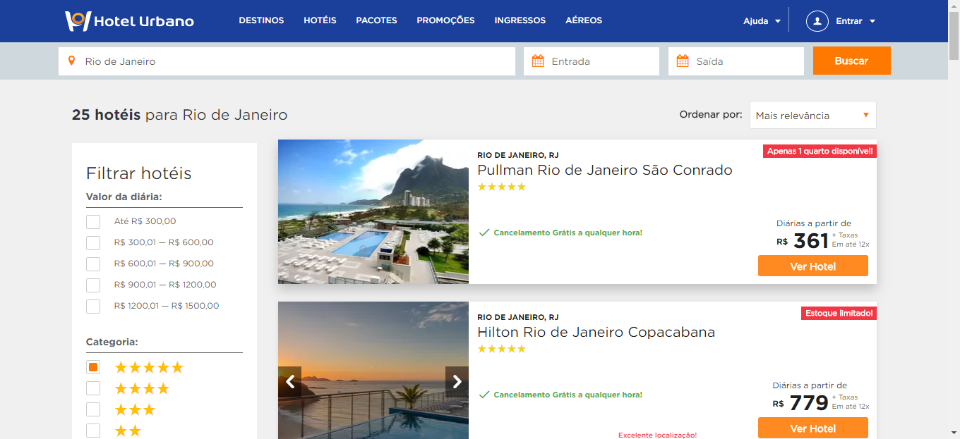 Hotel Urbano
DESTINOS HOTÉIS PACOTES PROMOÇÕES INGRESSOS AÉREOS
Ajuda
Entrar
Rio de Janeiro
Entrada
Saída
Buscar
25 hotéis para Rio de Janeiro
Ordenar por:
Mais relevância
Filtrar hotéis
Valor da diária:
Até R$ 300,00
R$ 300,01 — R$ 600,00
R$ 600,01 — R$ 900,00
R$ 900,01 — R$ 1200,00
R$ 1200,01 — R$ 1500,00
Categoria:
Apenas 1 quarto disponível!
RIO DE JANEIRO, RJ
Pullman Rio de Janeiro São Conrado
Cancelamento Grátis a qualquer hora!
Diárias a partir de
R$ 361 + Taxas
Em até 12x
Ver Hotel
Estoque limitado!
RIO DE JANEIRO, RJ
Hilton Rio de Janeiro Copacabana
Cancelamento Grátis a qualquer hora!
Diárias a partir de
R$ 779 + Taxas
Em até 12x
Ver Hotel
Excelente localização!